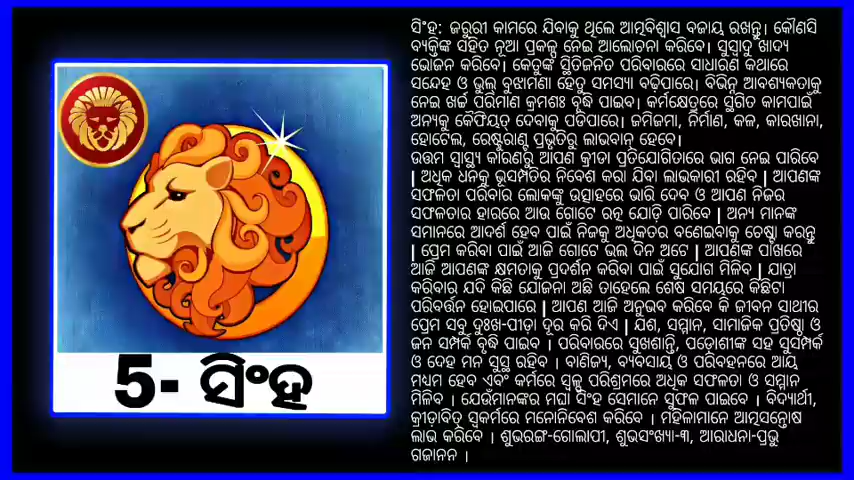 5- ସିଂହ
ସିଂହ: ଜରୁରୀ କାମରେ ଯିବାକୁ ଥିଲେ ଆତ୍ମବିଶ୍ୱାସ ବଜାୟ ରଖନ୍ତୁ। କୌଣସି
ବ୍ୟକ୍ତିଙ୍କ ସହିତ ନୂଆ ପ୍ରକଳ୍ପ ନେଇ ଆଲୋଚନା କରିବେ। ସୁସ୍ୱାଦୁ ଖାଦ୍ୟ
ଭୋଜନ କରିବେ। କେତୁଙ୍କ ସ୍ଥିତିଜନିତ ପରିବାରରେ ସାଧାରଣ କଥାରେ
ସନ୍ଦେହ ଓ ଭୁଲ୍ ବୁଝାମଣା ହେତୁ ସମସ୍ୟା ବଢ଼ିପାରେ। ବିଭିନ୍ନ ଆବଶ୍ୟକତାକୁ
ନେଇ ଖର୍ଚ୍ଚ ପରିମାଣ କ୍ରମଶଃ ବୃଦ୍ଧି ପାଇବ। କର୍ମକ୍ଷେତ୍ରରେ ସ୍ଥଗିତ କାମପାଇଁ
ଅନ୍ୟକୁ କୈଫିୟତ୍ ଦେବାକୁ ପଡିପାରେ। ଜମିଜମା, ନିର୍ମାଣ, କଳ, କାରଖାନା,
ହୋଟେଲ, ରେଷ୍ଟୁରାଣ୍ଟ ପ୍ରଭୃତିରୁ ଲାଭବାନ୍ ହେବେ।
ଉତ୍ତମ ସ୍ୱାସ୍ଥ୍ୟ କାରଣରୁ ଆପଣ କ୍ରୀଡା ପ୍ରତିଯୋଗିତାରେ ଭାଗ ନେଇ ପାରିବେ
| ଅଧିକ ଧନକୁ ଭୂସମ୍ପତିରେ ନିବେଶ କରା ଯିବା ଲାଭକାରୀ ରହିବ | ଆପଣଙ୍କ
ସଫଳତା ପରିବାର ଲୋକଙ୍କୁ ଉତ୍ସାହରେ ଭାରି ଦେବ ଓ ଆପଣ ନିଜର
ସଫଳତାର ହାରରେ ଆଉ ଗୋଟେ ରତ୍ନ ଯୋଡ଼ି ପାରିବେ | ଅନ୍ୟ ମାନଙ୍କ
ସମାନରେ ଆଦର୍ଶ ହେବ ପାଇଁ ନିଜକୁ ଅଧିକତର ବଣେଇବାକୁ ଚେଷ୍ଟା କରନ୍ତୁ
| ପ୍ରେମ କରିବା ପାଇଁ ଆଜି ଗୋଟେ ଭଲ ଦିନ ଅଟେ | ଆପଣଙ୍କ ପାଖରେ
ଆଜି ଆପଣଙ୍କ କ୍ଷମତାକୁ ପ୍ରଦର୍ଶନ କରିବା ପାଇଁ ସୁଯୋଗ ମିଳିବ | ଯାତ୍ରା
କରିବାର ଯଦି କିଛି ଯୋଜନା ଅଛି ତାହେଲେ ଶେଷ ସମୟରେ କିଛିଟା
ପରିବର୍ତ୍ତନ ହୋଇପାରେ | ଆପଣ ଆଜି ଅନୁଭବ କରିବେ କି ଜୀବନ ସାଥୀର
ପ୍ରେମ ସବୁ ଦୁଃଖ-ପୀଡ଼ା ଦୂର କରି ଦିଏ | ଯଶ, ସମ୍ମାନ, ସାମାଜିକ ପ୍ରତିଷ୍ଠା ଓ
ଜନ ସମ୍ପର୍କ ବୃଦ୍ଧି ପାଇବ । ପରିବାରରେ ସୁଖଶାନ୍ତି, ପଡ଼ୋଶୀଙ୍କ ସହ ସୁସମ୍ପର୍କ
ଓ ଦେହ ମନ ସୁସ୍ଥ ରହିବ । ବାଣିଜ୍ୟ, ବ୍ୟବସାୟ ଓ ପରିବହନରେ ଆୟ
ମଧ୍ୟମ ହେବ ଏବଂ କର୍ମରେ ସ୍ୱଳ୍ପ ପରିଶ୍ରମରେ ଅଧିକ ସଫଳତା ଓ ସମ୍ମାନ
ମିଳିବ । ଯେଉଁମାନଙ୍କର ମଘା ସିଂହ ସେମାନେ ସୁଫଳ ପାଇବେ । ବିଦ୍ୟାର୍ଥୀ,
କ୍ରୀଡ଼ାବିତ୍ ସ୍ୱକର୍ମରେ ମନୋନିବେଶ କରିବେ । ମହିଳାମାନେ ଆତ୍ମସନ୍ତୋଷ
ଲାଭ କରିବେ । ଶୁଭରଙ୍ଗ-ଗୋଲାପୀ, ଶୁଭସଂଖ୍ୟା-୩, ଆରାଧନା-ପ୍ରଭୁ
ଗଜାନନ ।